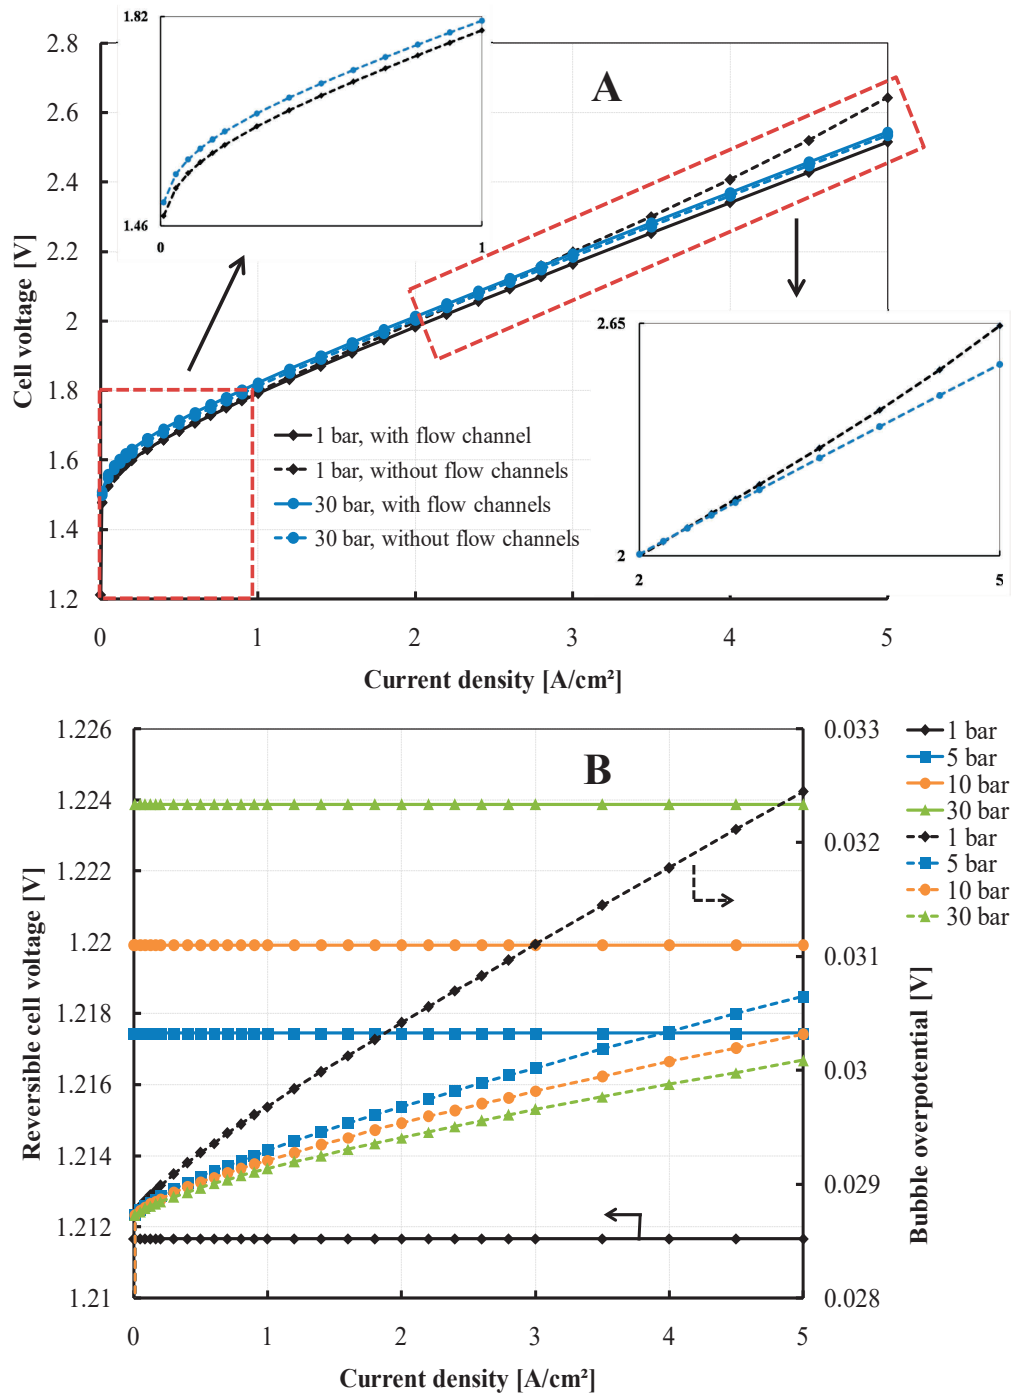 A
Cell voltage [V]
2.8
2.6
2.4
2.2
2
1.8
1.6
1.4
1.2
0
1
2
3
4
5
Current density [A/cm²]
1.82
1.46
0
1
2.65
2
2
5
1 bar, with flow channel
1 bar, without flow channels
30 bar, with flow channels
30 bar, without flow channels
B
Reversible cell voltage [V]
1.226
1.224
1.222
1.22
1.218
1.216
1.214
1.212
1.21
0
1
2
3
4
5
Current density [A/cm²]
0.033
0.032
0.031
0.03
0.029
0.028
Bubble overpotential [V]
1 bar
5 bar
10 bar
30 bar
1 bar
5 bar
10 bar
30 bar